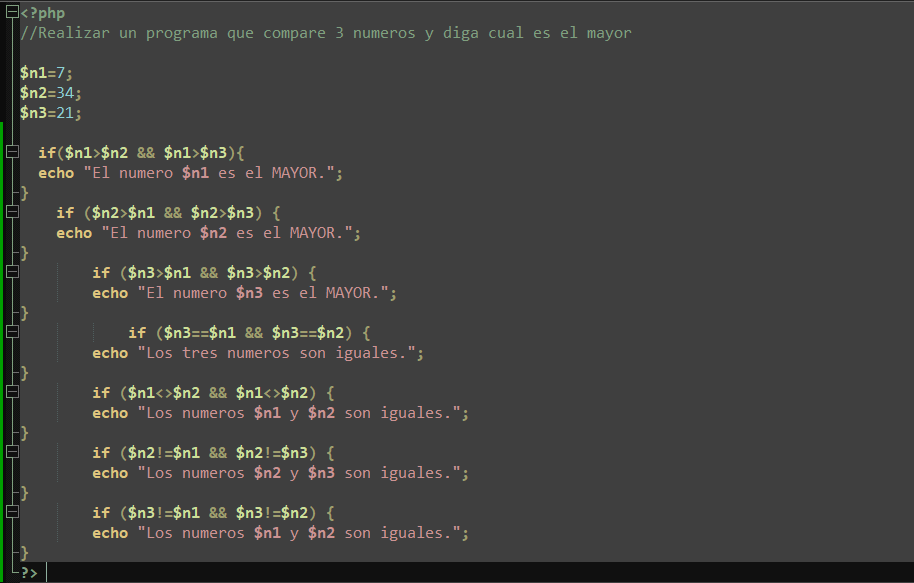 <?php
//Realizar un programa que compare 3 numeros y diga cual es el mayor
$n1=7;
$n2=34;
$n3=21;
if($n1>$n2 && $n1>$n3){
echo "El numero $n1 es el MAYOR.";
}
if ($n2>$n1 && $n2>$n3) {
echo "El numero $n2 es el MAYOR.";
}
if ($n3>$n1 && $n3>$n2) {
echo "El numero $n3 es el MAYOR.";
}
if ($n3==$n1 && $n3==$n2) {
echo "Los tres numeros son iguales.";
}
if ($n1<>$n2 && $n1<>$n2) {
echo "Los numeros $n1 y $n2 son iguales.";
}
if ($n2!=$n1 && $n2!=$n3) {
echo "Los numeros $n2 y $n3 son iguales.";
}
if ($n3!=$n1 && $n3!=$n2) {
echo "Los numeros $n1 y $n2 son iguales.";
}
?>